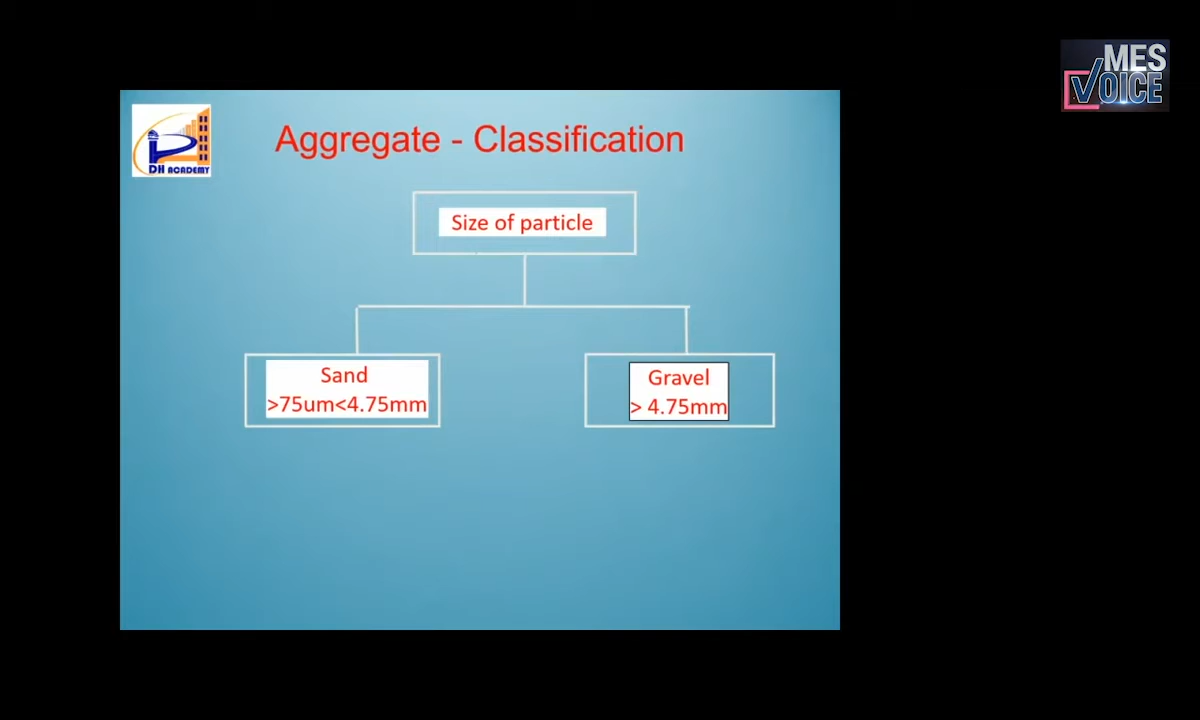 MES
VOICE
DH ACADEMY
Aggregate - Classification
Size of particle
Sand
>75um<4.75mm
Gravel
> 4.75mm